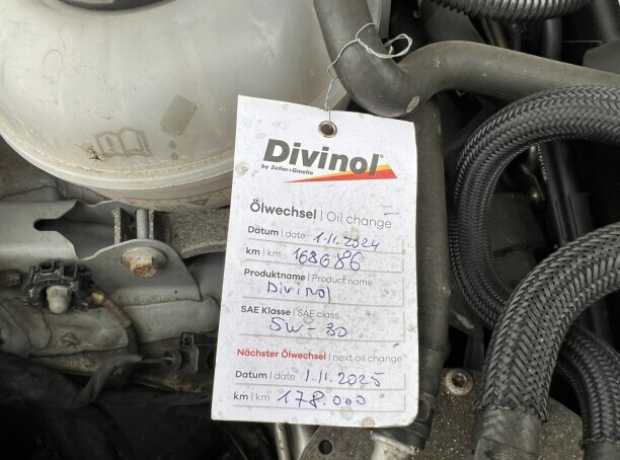 Divinol
by Zeller+Gmelin
Ölwechsel | Oil change
Datum | date 1.11.2024
km | km 168686
Produktname | Product name
Divinol
SAE Klasse | SAE class
5W-30
Nächster Ölwechsel | next oil change
Datum | date 1.11.2025
km | km 178.000